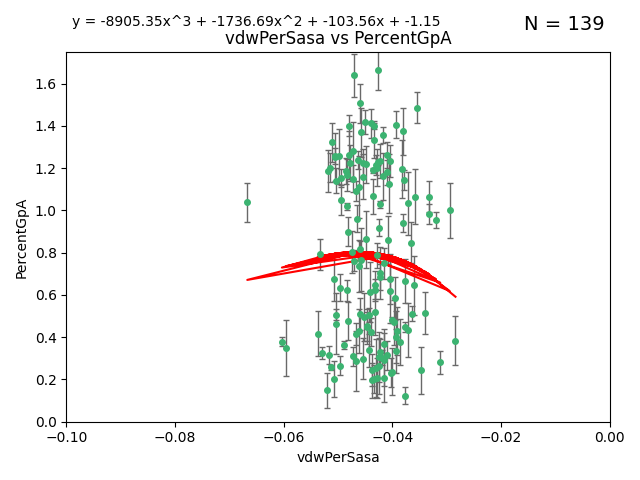 y = -8905.35x^3 + -1736.69x^2 + -103.56x + -1.15
N = 139
vdwPerSasa vs PercentGpA
PercentGpA
1.6
1.4
1.2
1.0
0.8
0.6
0.4
0.2
0.0
−0.10 −0.08 −0.06 −0.04 −0.02 0.00
vdwPerSasa